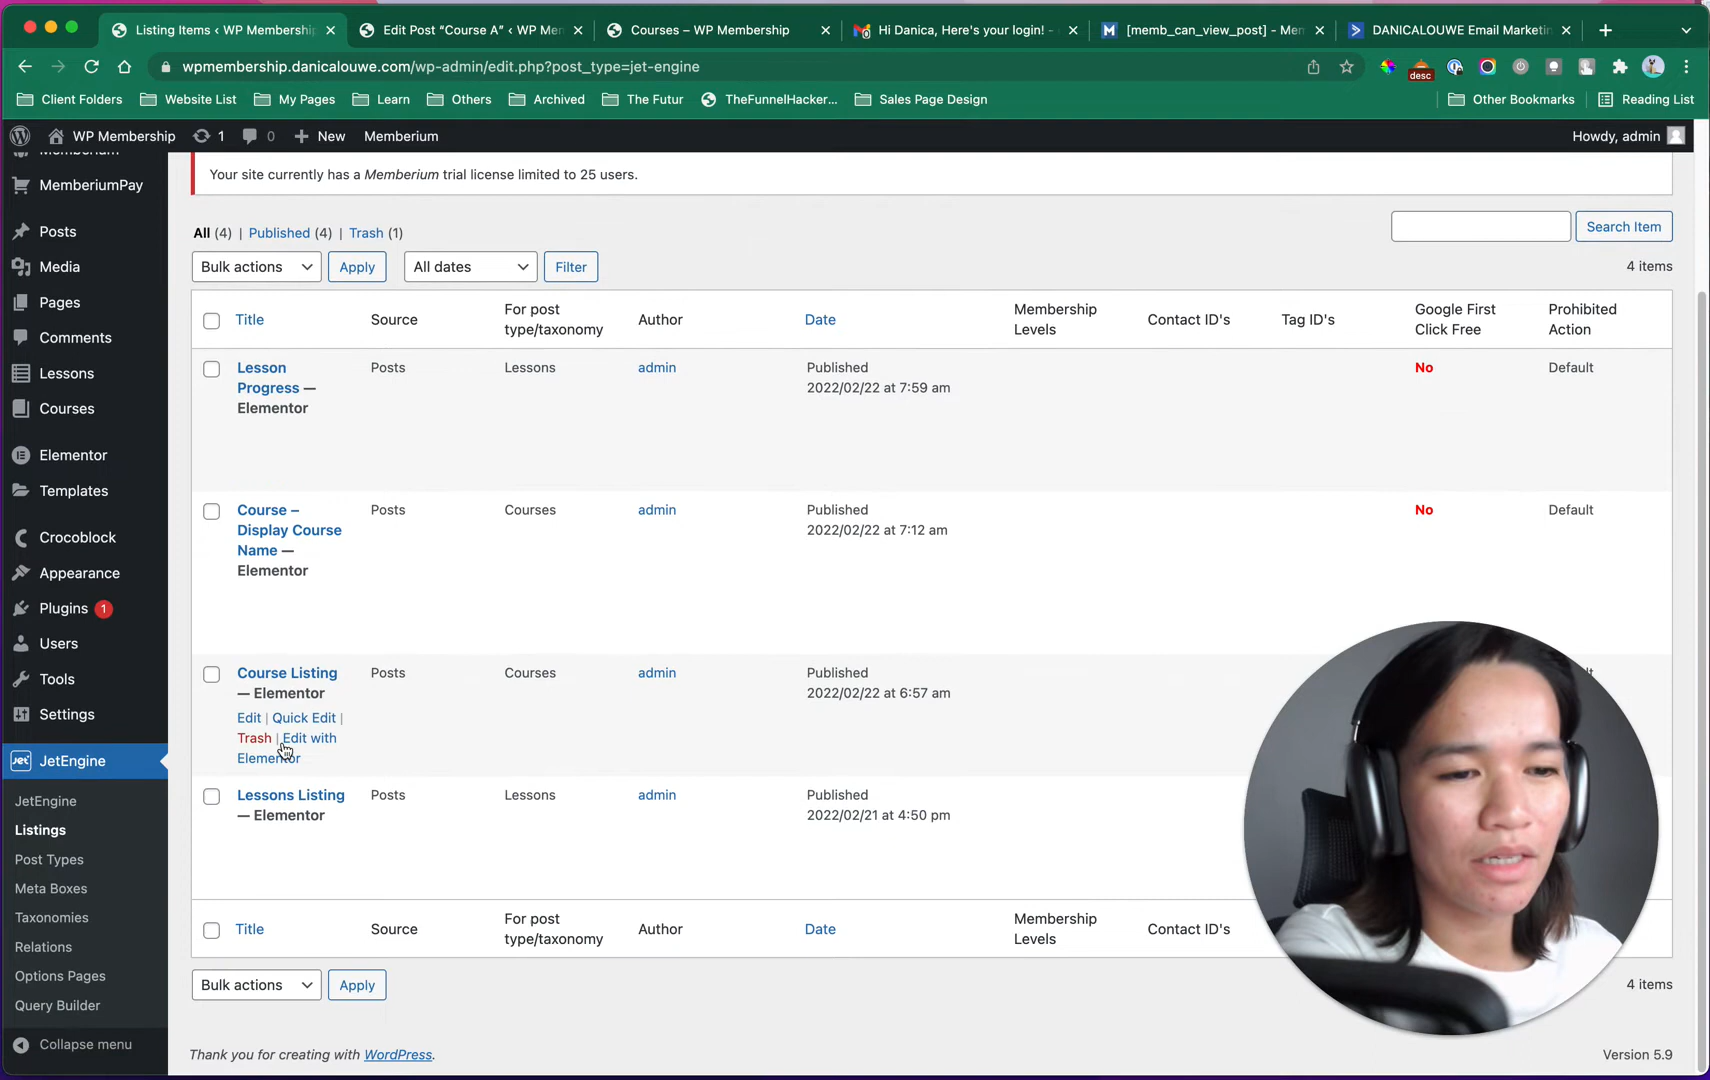 Listing Items ‹ WP Membership
Edit Post “Course A” ‹ WP Mem
Courses – WP Membership
Hi Danica, Here's your login! -
[memb_can_view_post] - Mem
DANICALOUWE Email Marketin
wpmembership.danicalouwe.com/wp-admin/edit.php?post_type=jet-engine
desc
Client Folders
Website List
My Pages
Learn
Others
Archived
The Futur
TheFunnelHacker...
Sales Page Design
Other Bookmarks
Reading List
WP Membership
1
0
New
Memberium
Howdy, admin
Memberium
MemberiumPay
Posts
Media
Pages
Comments
Lessons
Courses
Elementor
Templates
Crocoblock
Appearance
Plugins 1
Users
Tools
Settings
JetEngine
JetEngine
Listings
Post Types
Meta Boxes
Taxonomies
Relations
Options Pages
Query Builder
Collapse menu
Your site currently has a Memberium trial license limited to 25 users.
All (4) | Published (4) | Trash (1)
Search Item
Bulk actions
Apply
All dates
Filter
4 items
Title
Source
For post
type/taxonomy
Author
Date
Membership
Levels
Contact ID's
Tag ID's
Google First
Click Free
Prohibited
Action
Lesson
Progress —
Elementor
Posts
Lessons
admin
Published
2022/02/22 at 7:59 am
No
Default
Course –
Display Course
Name —
Elementor
Posts
Courses
admin
Published
2022/02/22 at 7:12 am
No
Default
Course Listing
— Elementor
Edit | Quick Edit |
Trash | Edit with
Elementor
Posts
Courses
admin
Published
2022/02/22 at 6:57 am
Lessons Listing
— Elementor
Posts
Lessons
admin
Published
2022/02/21 at 4:50 pm
Title
Source
For post
type/taxonomy
Author
Date
Membership
Levels
Contact ID's
Bulk actions
Apply
4 items
Thank you for creating with WordPress.
Version 5.9